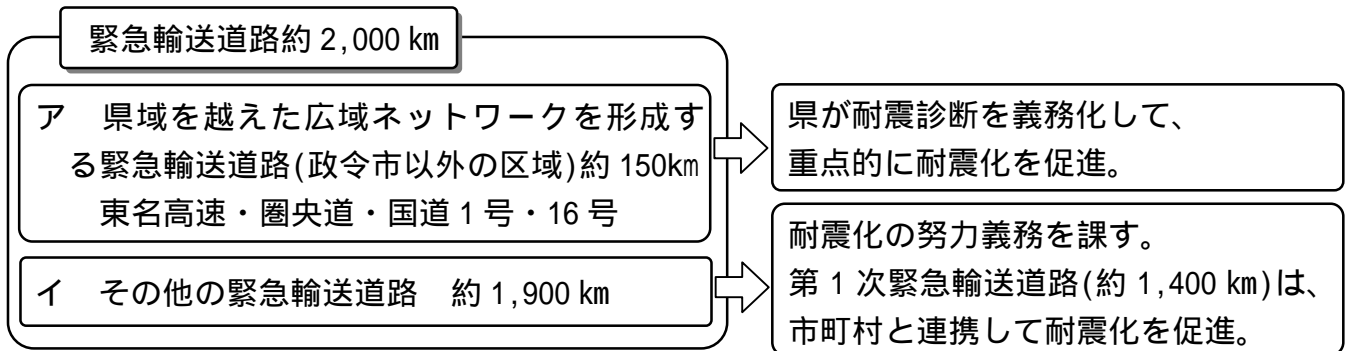 緊急輸送道路約 2,000 km
ア　県域を越えた広域ネットワークを形成す
る緊急輸送道路(政令市以外の区域)約 150km
東名高速・圏央道・国道 1 号・16 号
県が耐震診断を義務化して、
重点的に耐震化を促進。
イ　その他の緊急輸送道路　約 1,900 km
耐震化の努力義務を課す。
第 1 次緊急輸送道路(約 1,400 km)は、
市町村と連携して耐震化を促進。